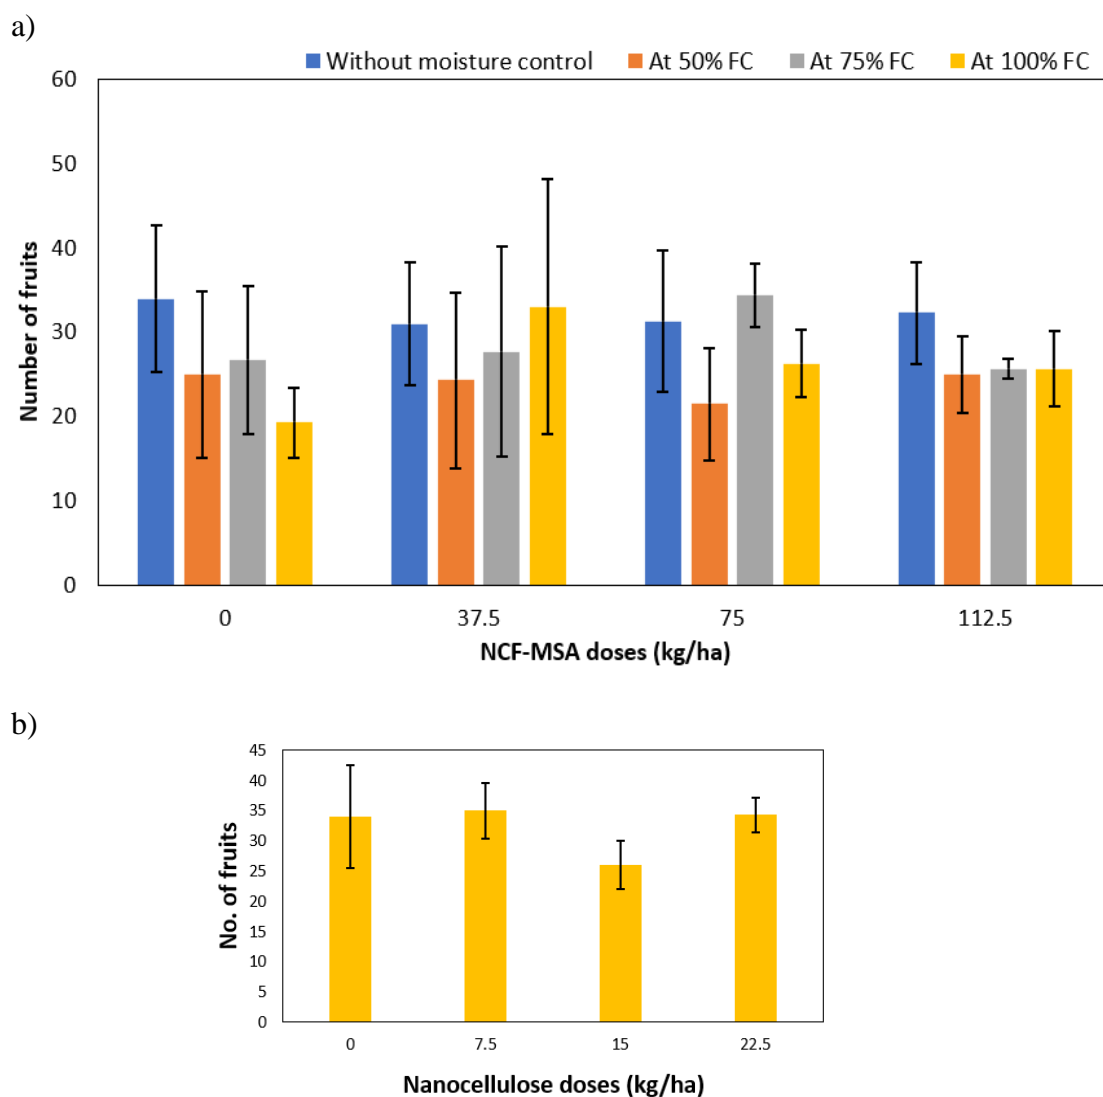 a)
Without moisture control At 50% FC At 75% FC At 100% FC
60
50
40
30
20
10
0
Number of fruits
0 37.5 75 112.5
NCF-MSA doses (kg/ha)
b)
45
40
35
30
25
20
15
10
5
0
No. of fruits
0 7.5 15 22.5
Nanocellulose doses (kg/ha)